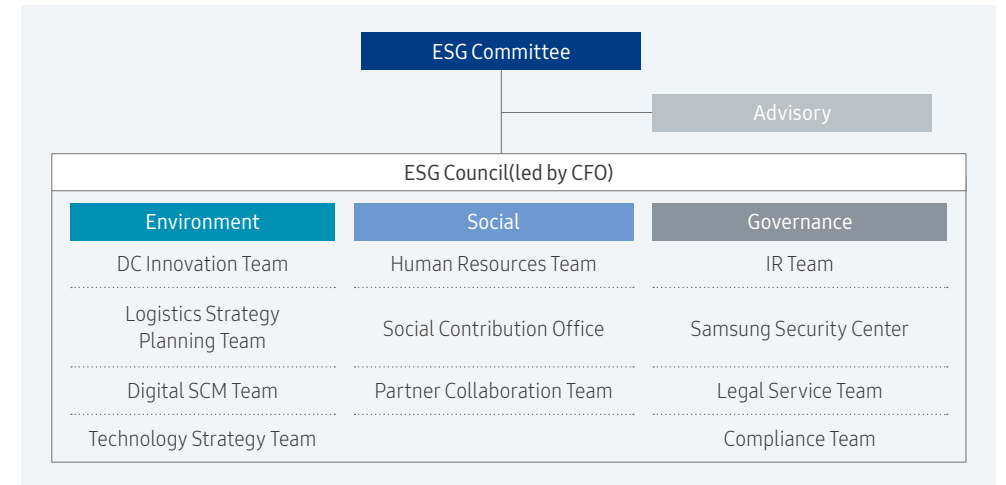 ESG Committee
Advisory
ESG Council(led by CFO)
Environment
Social
Governance
DC Innovation Team
Human Resources Team
IR Team
Logistics Strategy
Planning Team
Social Contribution Office
Samsung Security Center
Digital SCM Team
Partner Collaboration Team
Legal Service Team
Technology Strategy Team
Compliance Team